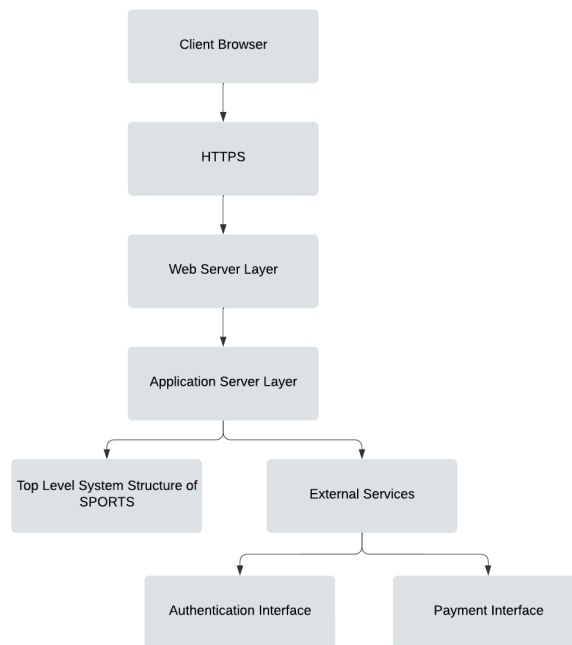 Client Browser
HTTPS
Web Server Layer
Application Server Layer
Top Level System Structure of
SPORTS
External Services
Authentication Interface
Payment Interface